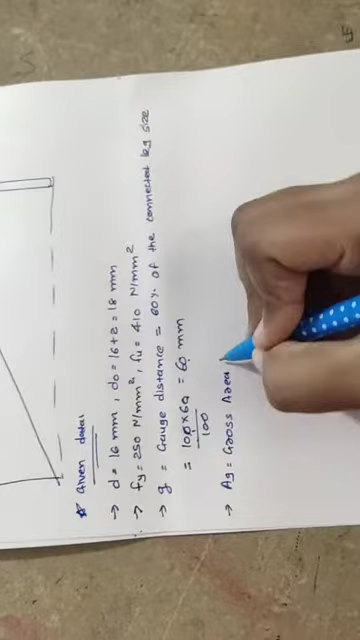 * Given data
→ d = 16 mm, do = 16+2 = 18 mm
→ fy = 250 N/mm², fu = 410 N/mm²
→ g = Gauge distance = 60% of the connected leg size
= 100×60 / 100 = 60 mm
→ Ag = Gross Area